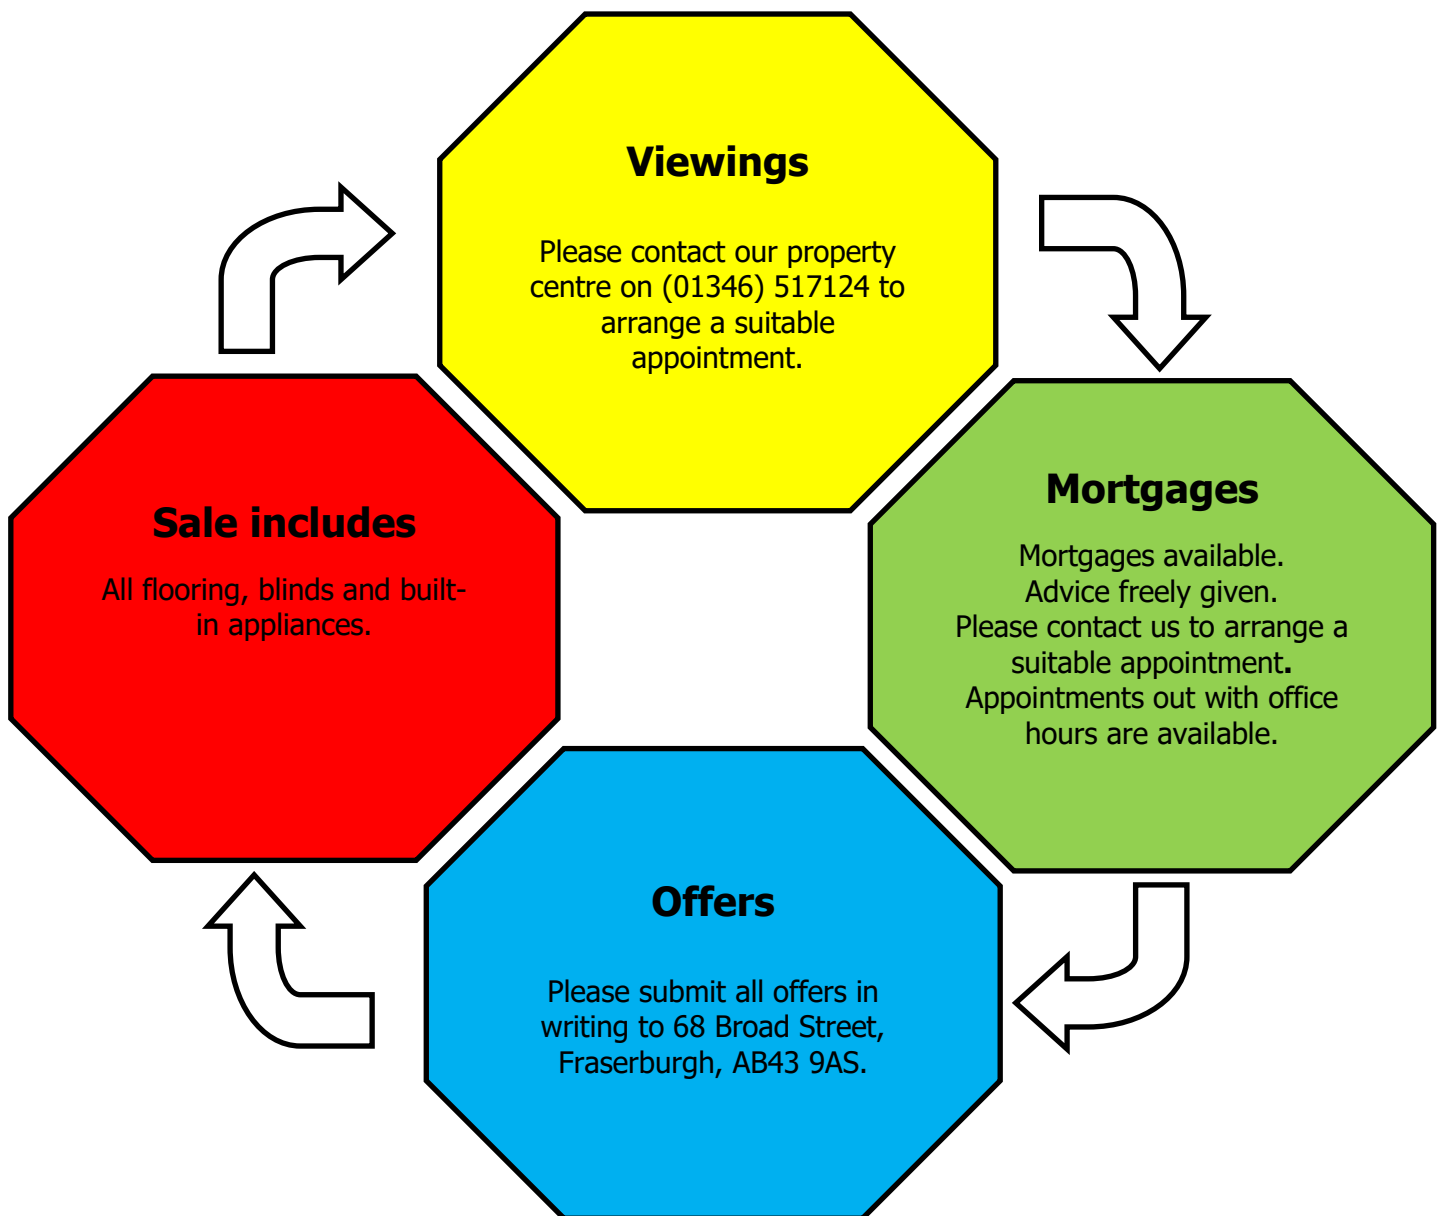 Viewings
Please contact our property
centre on (01346) 517124 to
arrange a suitable
appointment.
Mortgages
Mortgages available.
Advice freely given.
Please contact us to arrange a
suitable appointment.
Appointments out with office
hours are available.
Offers
Please submit all offers in
writing to 68 Broad Street,
Fraserburgh, AB43 9AS.
Sale includes
All flooring, blinds and built-
in appliances.